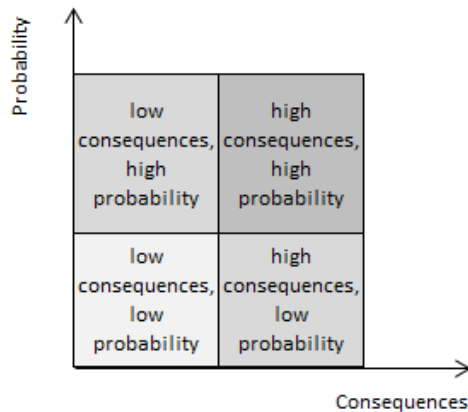 Probability
low
consequences,
high
probability
high
consequences,
high
probability
low
consequences,
low
probability
high
consequences,
low
probability
Consequences